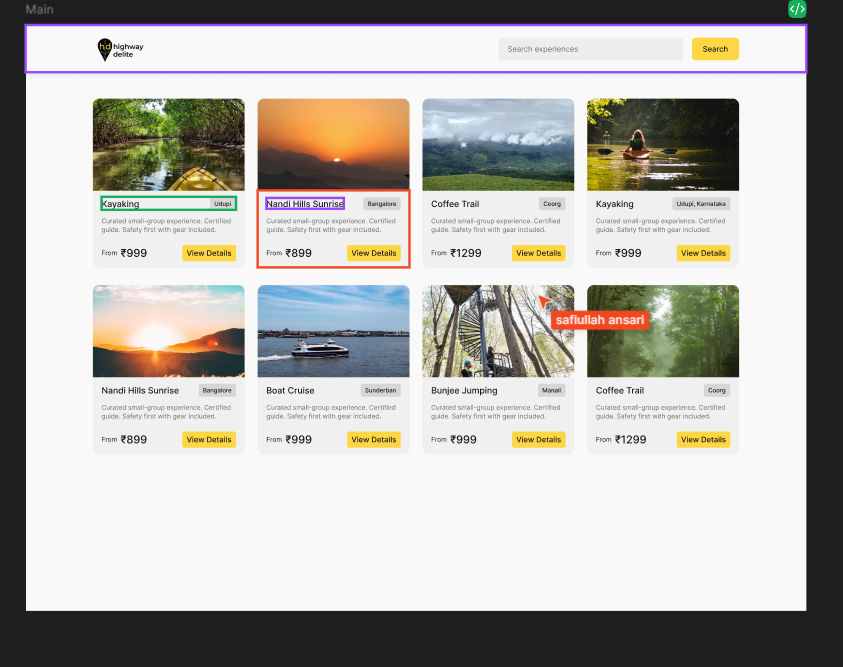 Main
</>
hd highway
delite
Search experiences
Search
Kayaking
Udupi
Curated small-group experience. Certified
guide. Safety first with gear included.
From ₹999
View Details
Nandi Hills Sunrise
Bangalore
Curated small-group experience. Certified
guide. Safety first with gear included.
From ₹899
View Details
Coffee Trail
Coorg
Curated small-group experience. Certified
guide. Safety first with gear included.
From ₹1299
View Details
Kayaking
Udupi, Karnataka
Curated small-group experience. Certified
guide. Safety first with gear included.
From ₹999
View Details
Nandi Hills Sunrise
Bangalore
Curated small-group experience. Certified
guide. Safety first with gear included.
From ₹899
View Details
Boat Cruise
Sunderban
Curated small-group experience. Certified
guide. Safety first with gear included.
From ₹999
View Details
Bunjee Jumping
Manali
Curated small-group experience. Certified
guide. Safety first with gear included.
From ₹999
View Details
Coffee Trail
Coorg
Curated small-group experience. Certified
guide. Safety first with gear included.
From ₹1299
View Details
safiullah ansari